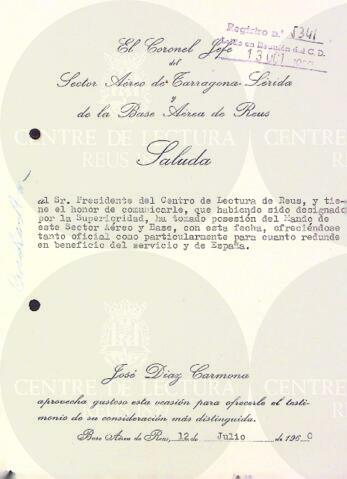 Registro n.° 5341
Leído en Reunión del C.D.
13
El Coronel Jefe
del
Sector Aéreo de Tarragona-Lérida
y
de la Base Aérea de Reus
CENTRE DE LECTURA
REUS
Saluda
al Sr. Presidente del Centro de Lectura de Reus, y tie-
ne el honor de comunicarle, que habiendo sido designado
por la Superioridad, ha tomado posesión del Mando de
este Sector Aéreo y Base, con esta fecha, ofreciéndose
tanto oficial como particularmente para cuanto redunde
en beneficio del servicio y de España.
José Díaz Carmona
CENTRE DE LECTURA
REUS
aprovecha gustoso esta ocasión para ofrecerle el testi-
monio de su consideración más distinguida.
Base Aérea de Reus, 12 de Julio de 1960